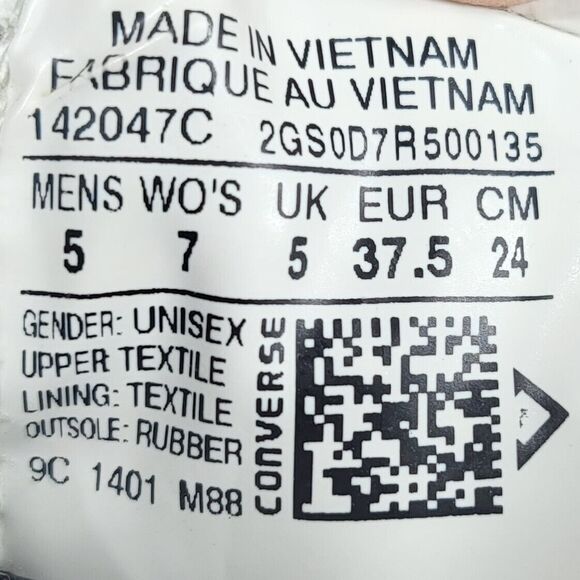 MADE IN VIETNAM
FABRIQUE AU VIETNAM
142047C 2GS0D7R500135
MENS WO'S UK EUR CM
5 7 5 37.5 24
GENDER: UNISEX
UPPER TEXTILE
LINING: TEXTILE
OUTSOLE: RUBBER
9C 1401 M88
CONVERSE